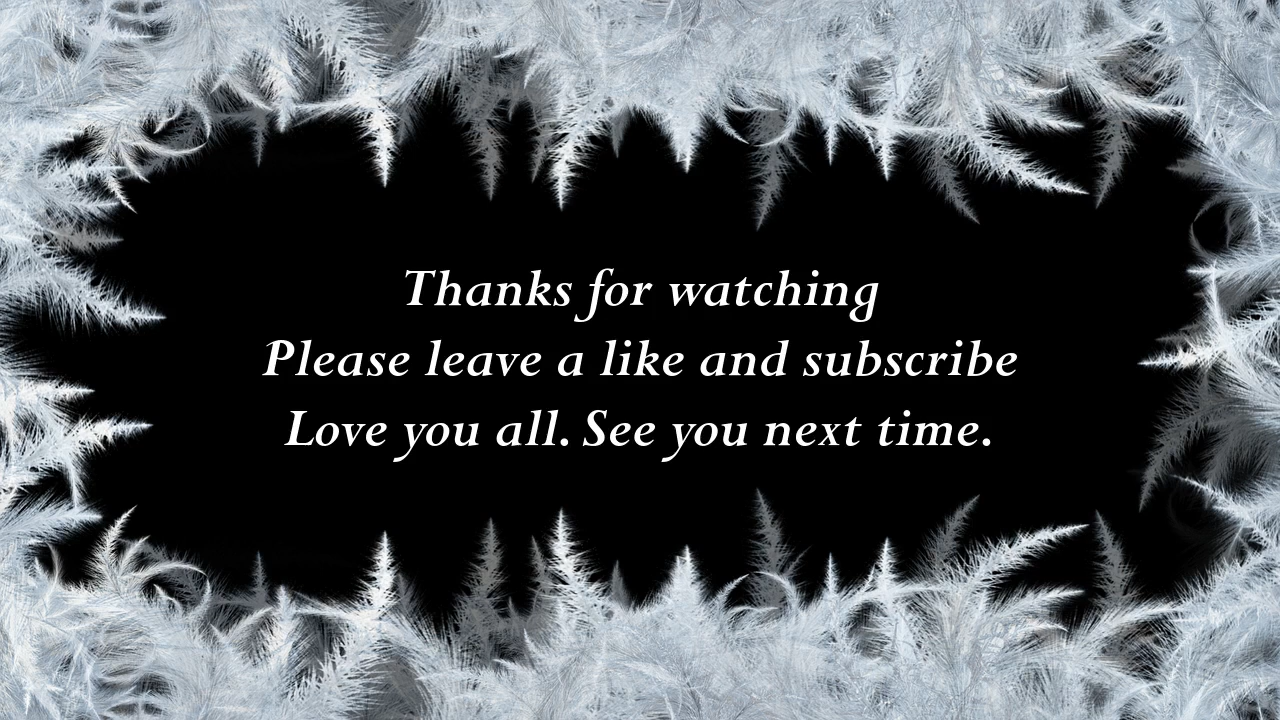 Thanks for watching
Please leave a like and subscribe
Love you all. See you next time.